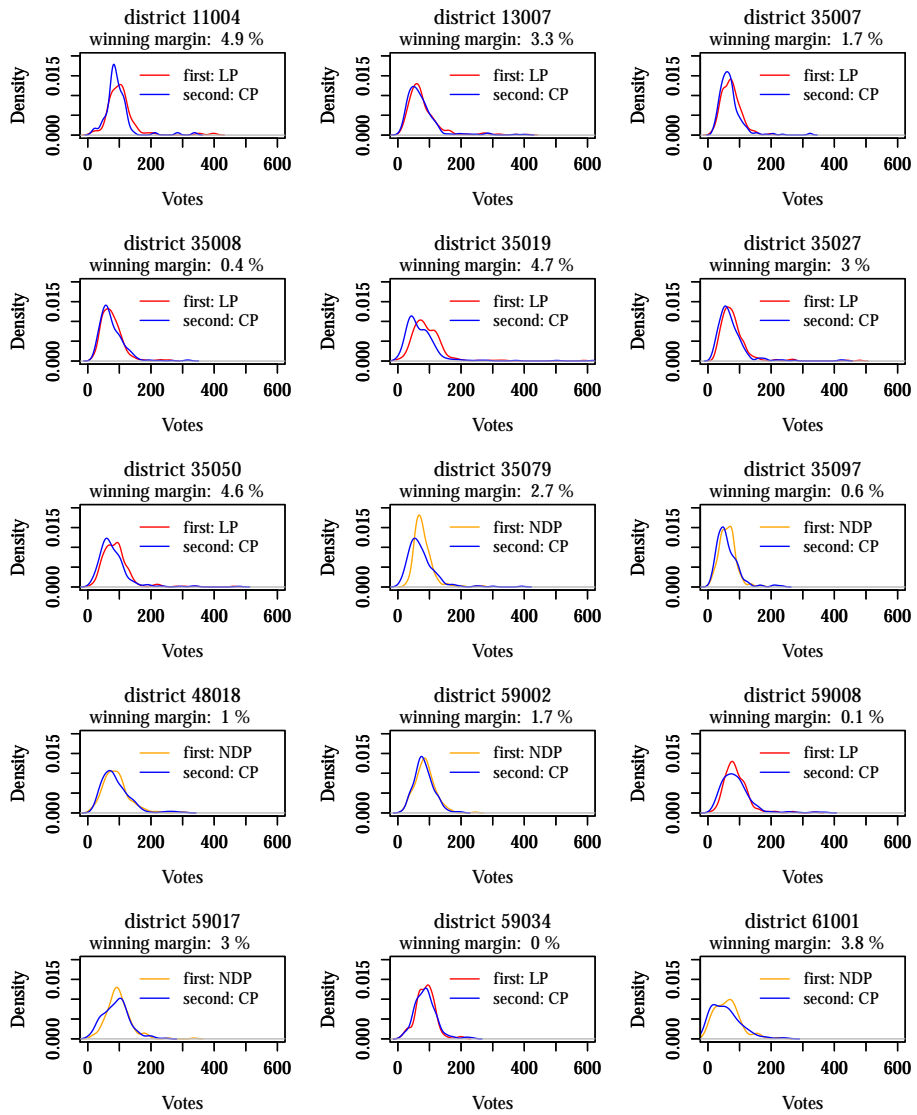 district 11004
winning margin: 4.9 %
Density
0.000
0.015
first: LP
second: CP
0
200
400
600
Votes
district 13007
winning margin: 3.3 %
Density
0.000
0.015
first: LP
second: CP
0
200
400
600
Votes
district 35007
winning margin: 1.7 %
Density
0.000
0.015
first: LP
second: CP
0
200
400
600
Votes
district 35008
winning margin: 0.4 %
Density
0.000
0.015
first: LP
second: CP
0
200
400
600
Votes
district 35019
winning margin: 4.7 %
Density
0.000
0.015
first: LP
second: CP
0
200
400
600
Votes
district 35027
winning margin: 3 %
Density
0.000
0.015
first: LP
second: CP
0
200
400
600
Votes
district 35050
winning margin: 4.6 %
Density
0.000
0.015
first: LP
second: CP
0
200
400
600
Votes
district 35079
winning margin: 2.7 %
Density
0.000
0.015
first: NDP
second: CP
0
200
400
600
Votes
district 35097
winning margin: 0.6 %
Density
0.000
0.015
first: NDP
second: CP
0
200
400
600
Votes
district 48018
winning margin: 1 %
Density
0.000
0.015
first: NDP
second: CP
0
200
400
600
Votes
district 59002
winning margin: 1.7 %
Density
0.000
0.015
first: NDP
second: CP
0
200
400
600
Votes
district 59008
winning margin: 0.1 %
Density
0.000
0.015
first: LP
second: CP
0
200
400
600
Votes
district 59017
winning margin: 3 %
Density
0.000
0.015
first: NDP
second: CP
0
200
400
600
Votes
district 59034
winning margin: 0 %
Density
0.000
0.015
first: LP
second: CP
0
200
400
600
Votes
district 61001
winning margin: 3.8 %
Density
0.000
0.015
first: NDP
second: CP
0
200
400
600
Votes